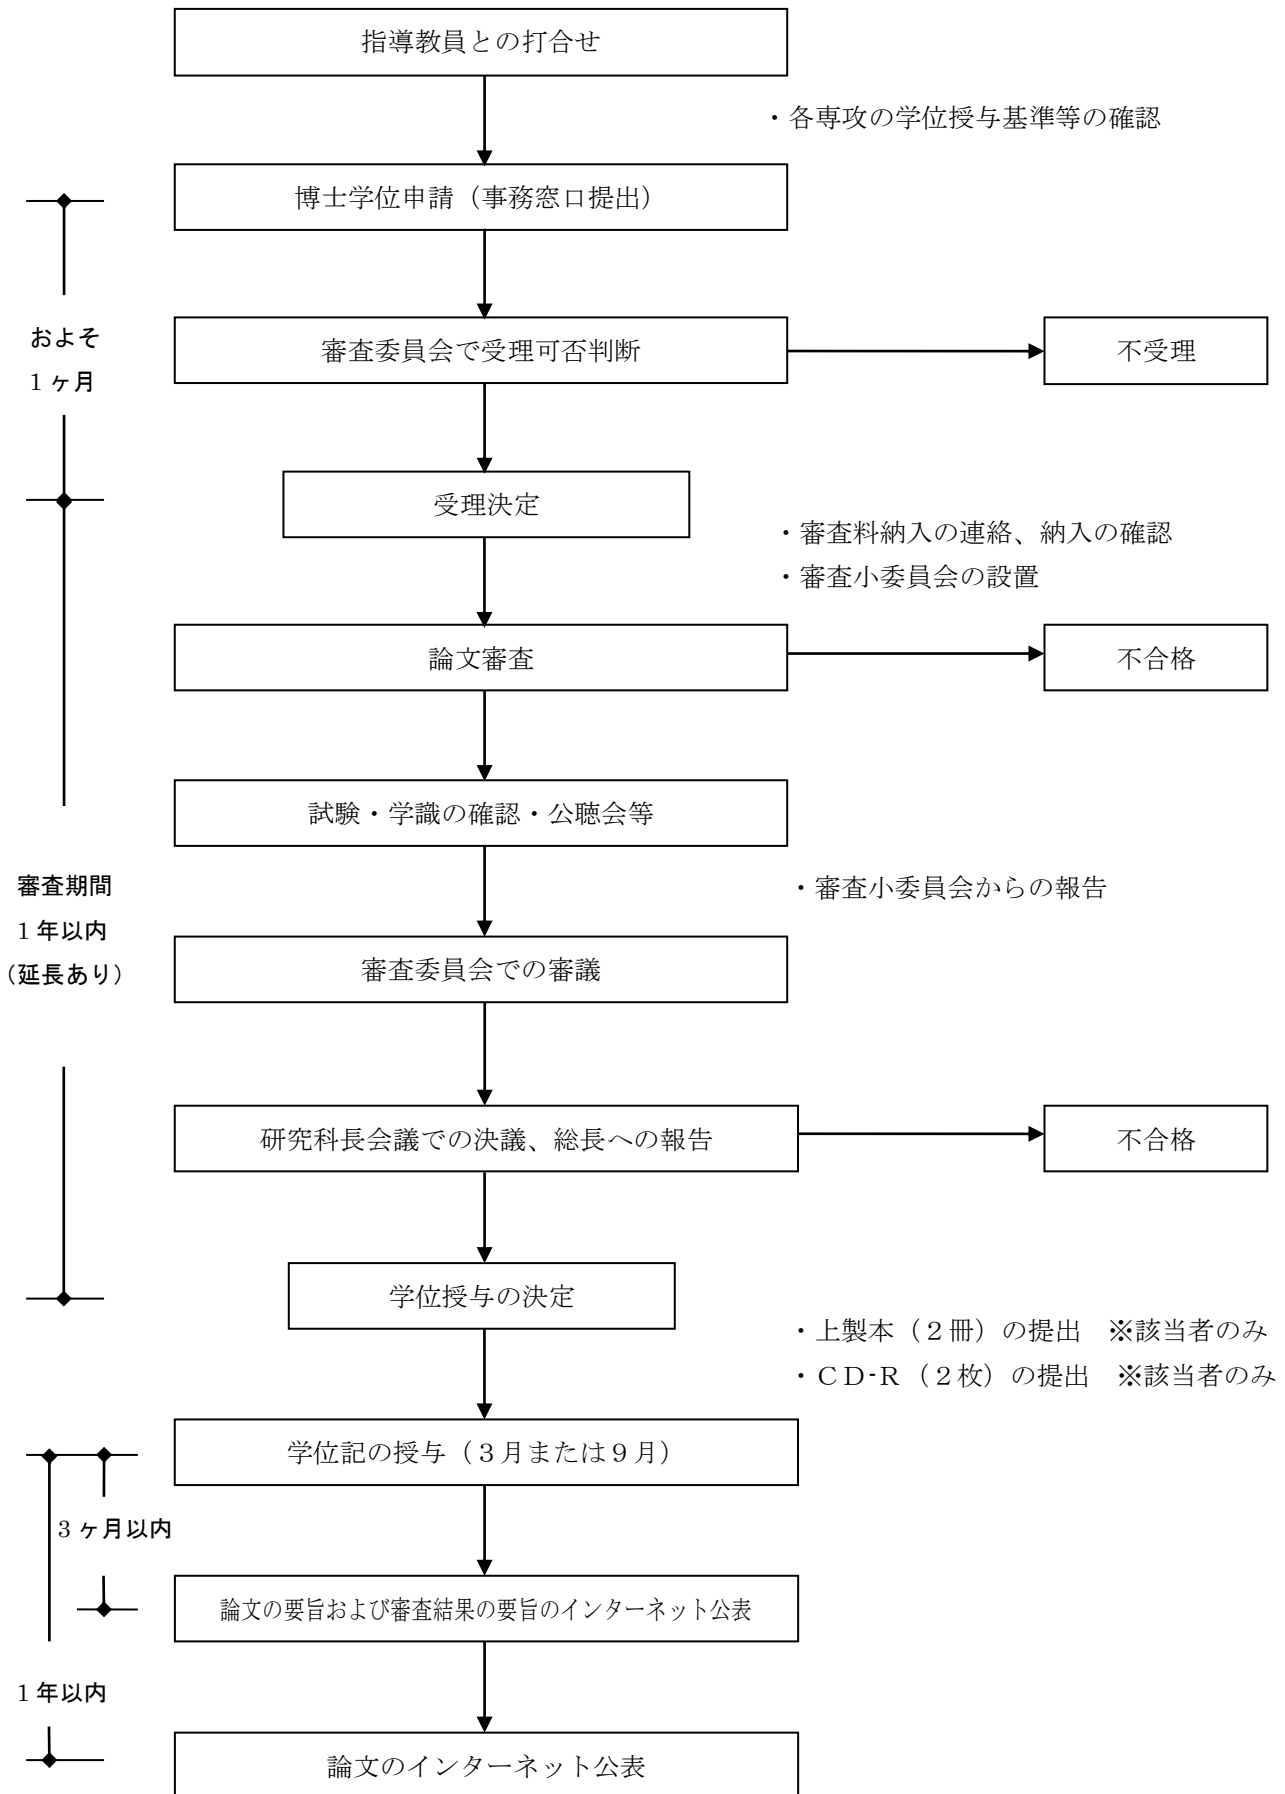 指導教員との打合せ
・各専攻の学位授与基準等の確認
博士学位申請（事務窓口提出）
およそ
１ヶ月
審査委員会で受理可否判断
不受理
受理決定
・審査料納入の連絡、納入の確認
・審査小委員会の設置
論文審査
不合格
試験・学識の確認・公聴会等
審査期間
１年以内
（延長あり）
・審査小委員会からの報告
審査委員会での審議
研究科長会議での決議、総長への報告
不合格
学位授与の決定
・上製本（２冊）の提出　※該当者のみ
・ＣＤ-Ｒ（２枚）の提出　※該当者のみ
学位記の授与（３月または９月）
３ヶ月以内
論文の要旨および審査結果の要旨のインターネット公表
１年以内
論文のインターネット公表